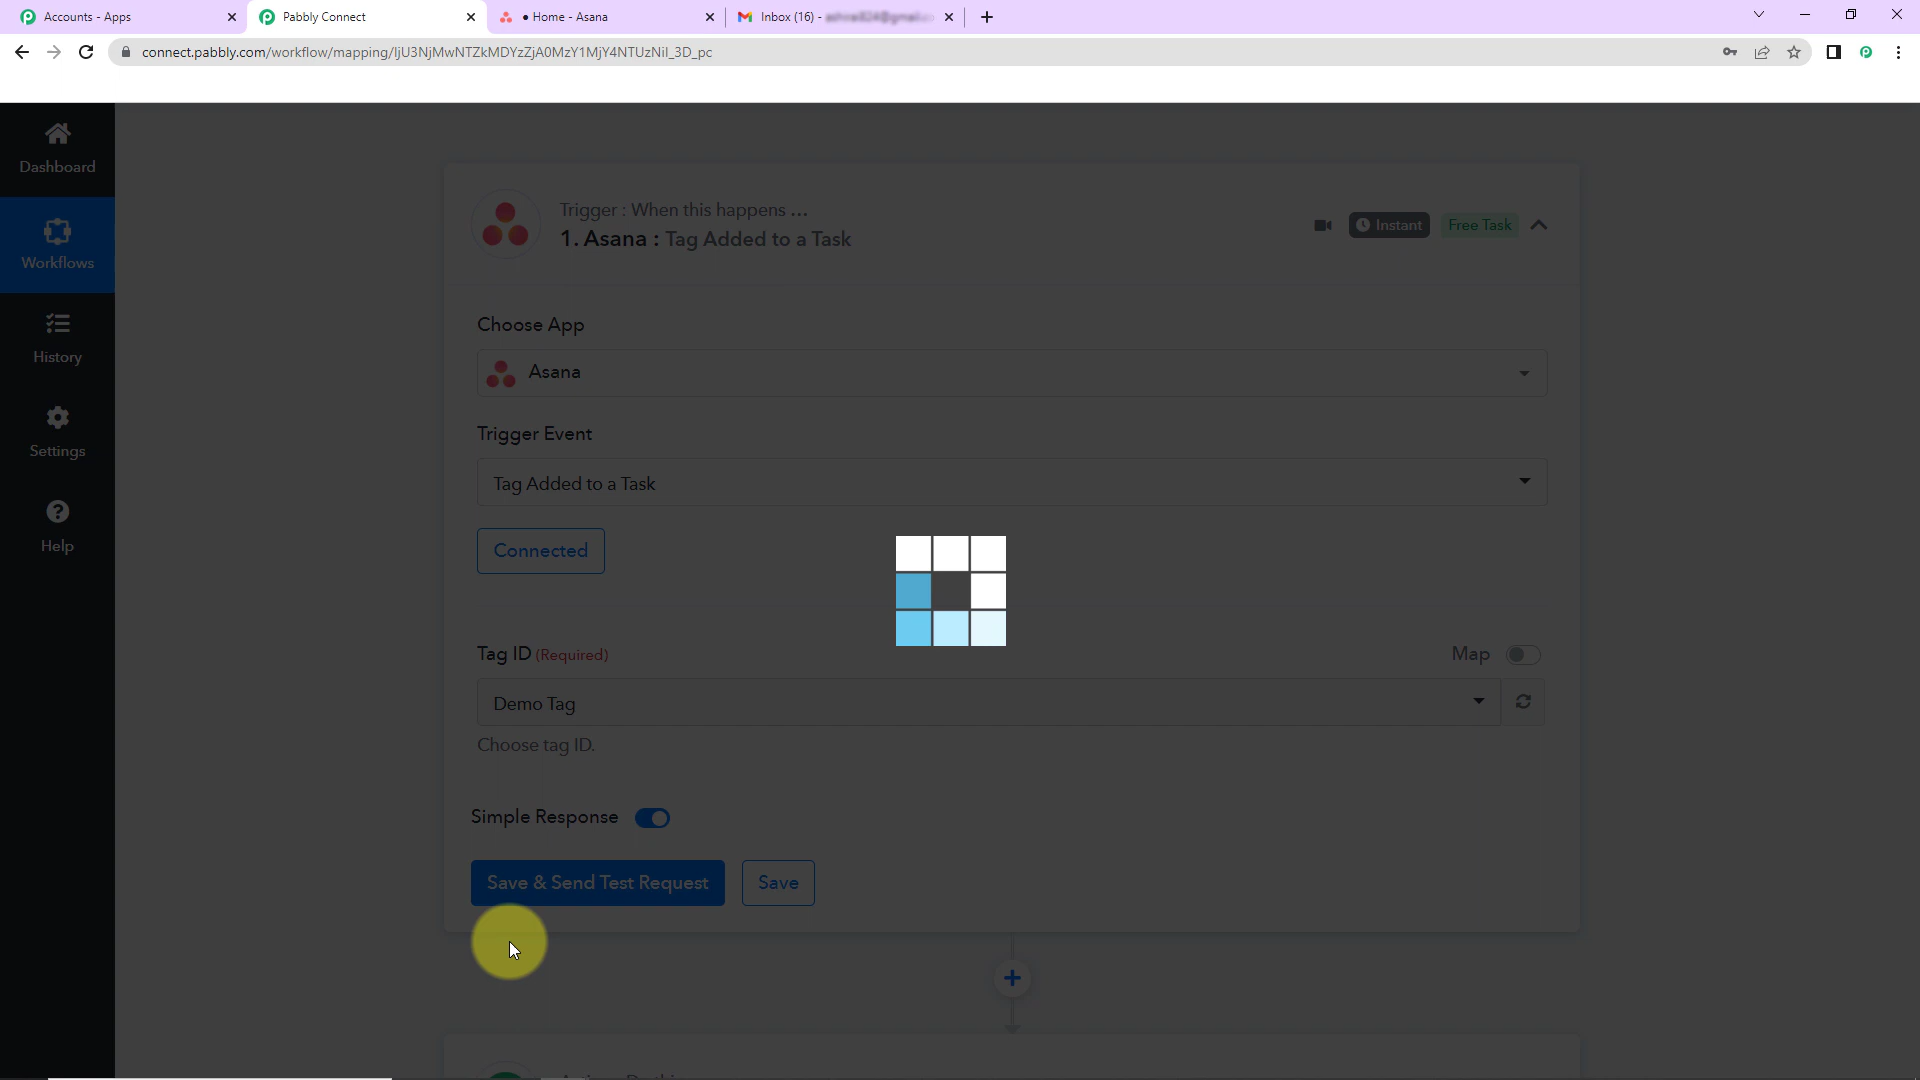 Accounts - Apps
Pabbly Connect
• Home - Asana
Inbox (16) -
connect.pabbly.com/workflow/mapping/IjU3NjMwNTZkMDYzZjA0MzY1MjY4NTUzNiI_3D_pc
Dashboard
Workflows
History
Settings
Help
Trigger : When this happens ...
1. Asana : Tag Added to a Task
Instant
Free Task
Choose App
Asana
Trigger Event
Tag Added to a Task
Connected
Tag ID (Required)
Map
Demo Tag
Choose tag ID.
Simple Response
Save & Send Test Request
Save